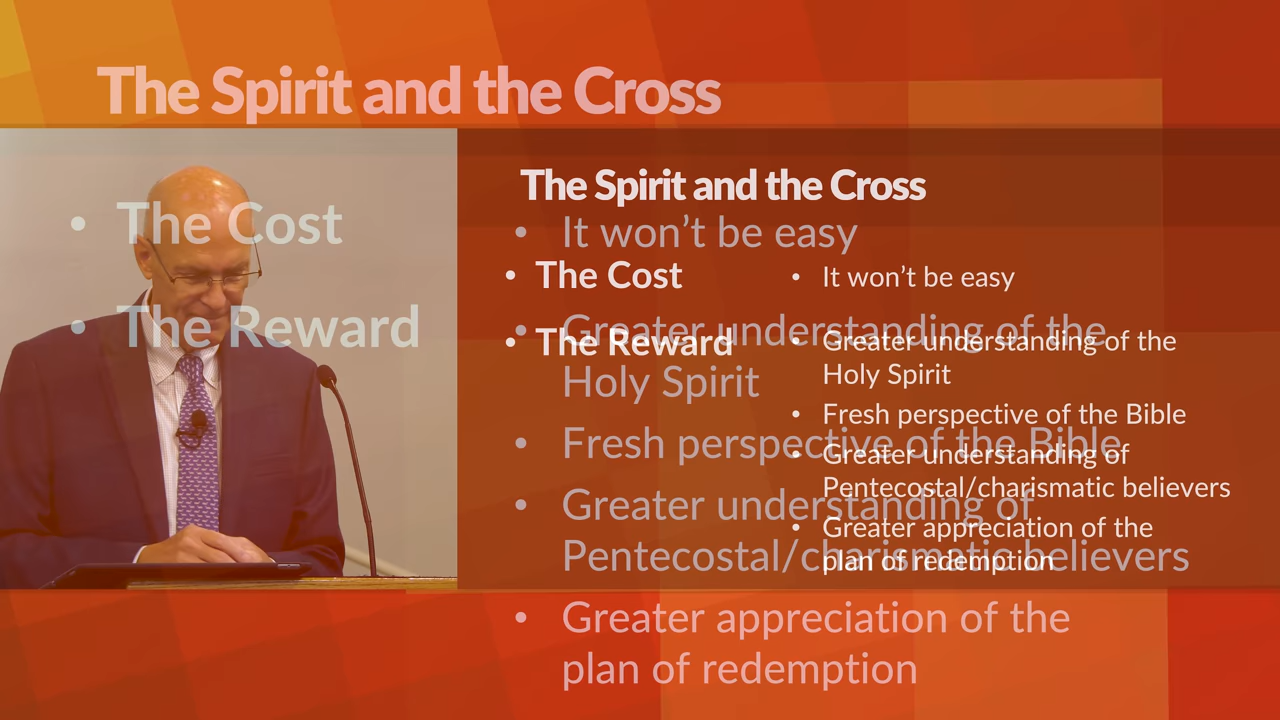 The Spirit and the Cross
• The Cost
• The Reward
• It won’t be easy
• Greater understanding of the
Holy Spirit
• Fresh perspective of the Bible
• Greater understanding of
Pentecostal/charismatic believers
• Greater appreciation of the
plan of redemption
The Spirit and the Cross
• The Cost
• The Reward
• It won’t be easy
• Greater understanding of the
Holy Spirit
• Fresh perspective of the Bible
• Greater understanding of
Pentecostal/charismatic believers
• Greater appreciation of the
plan of redemption